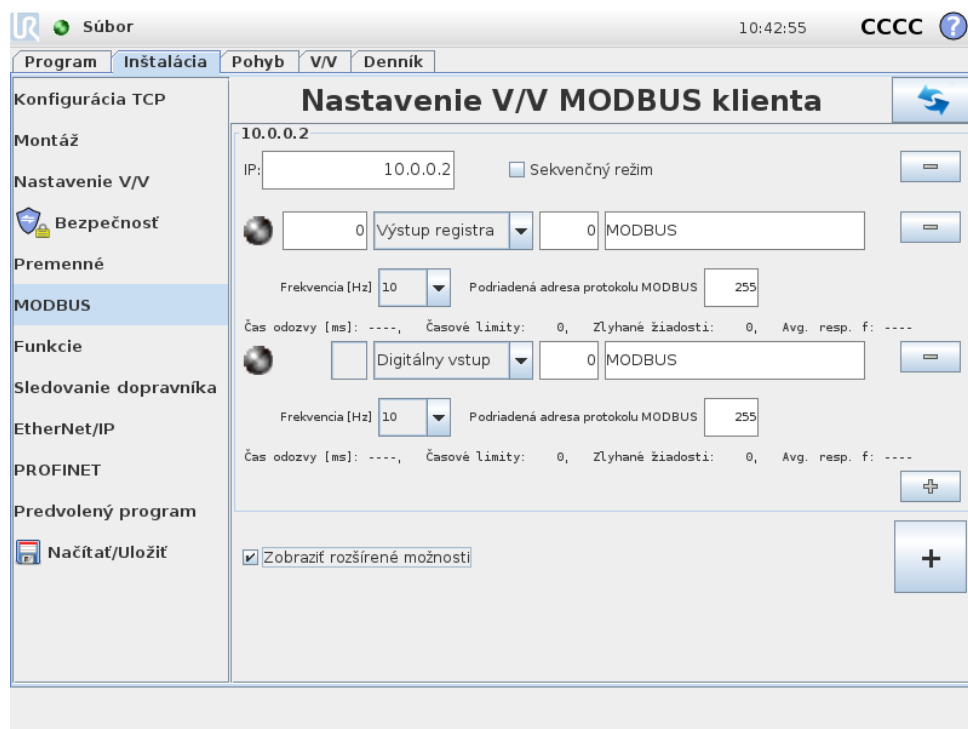 UR Súbor 10:42:55 CCCC ?
Program Inštalácia Pohyb V/V Denník
Konfigurácia TCP
Montáž
Nastavenie V/V
Bezpečnosť
Premenné
MODBUS
Funkcie
Sledovanie dopravníka
EtherNet/IP
PROFINET
Predvolený program
Načítať/Uložiť
Nastavenie V/V MODBUS klienta
10.0.0.2
IP: 10.0.0.2 Sekvenčný režim
0 Výstup registra 0 MODBUS
Frekvencia [Hz] 10 Podriadená adresa protokolu MODBUS 255
Čas odozvy [ms]: ----, Časové limity: 0, Zlyhané žiadosti: 0, Avg. resp. f: ----
Digitálny vstup 0 MODBUS
Frekvencia [Hz] 10 Podriadená adresa protokolu MODBUS 255
Čas odozvy [ms]: ----, Časové limity: 0, Zlyhané žiadosti: 0, Avg. resp. f: ----
Zobraziť rozšírené možnosti